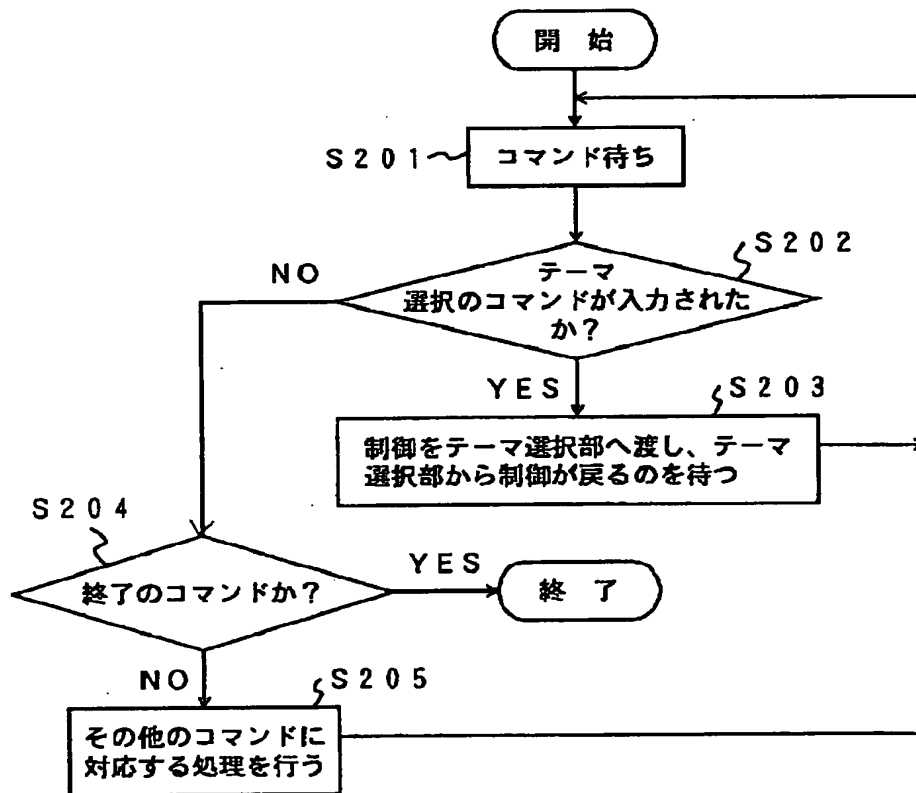 開 始
S201
コマンド待ち
S202
テーマ
選択のコマンドが入力された
か?
NO
YES
S203
制御をテーマ選択部へ渡し、テーマ
選択部から制御が戻るのを待つ
S204
終了のコマンドか?
YES
終 了
NO
S205
その他のコマンドに
対応する処理を行う